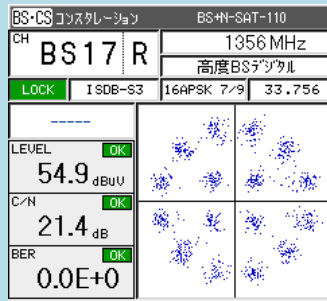 BS・CS コンスタレーション BS+N-SAT-110
CH BS17 R 1356 MHz
高度BSデジタル
LOCK ISDB-S3 16APSK 7/9 33.756
-----
LEVEL OK
54.9 dBuV
C/N OK
21.4 dB
BER OK
0.0E+0